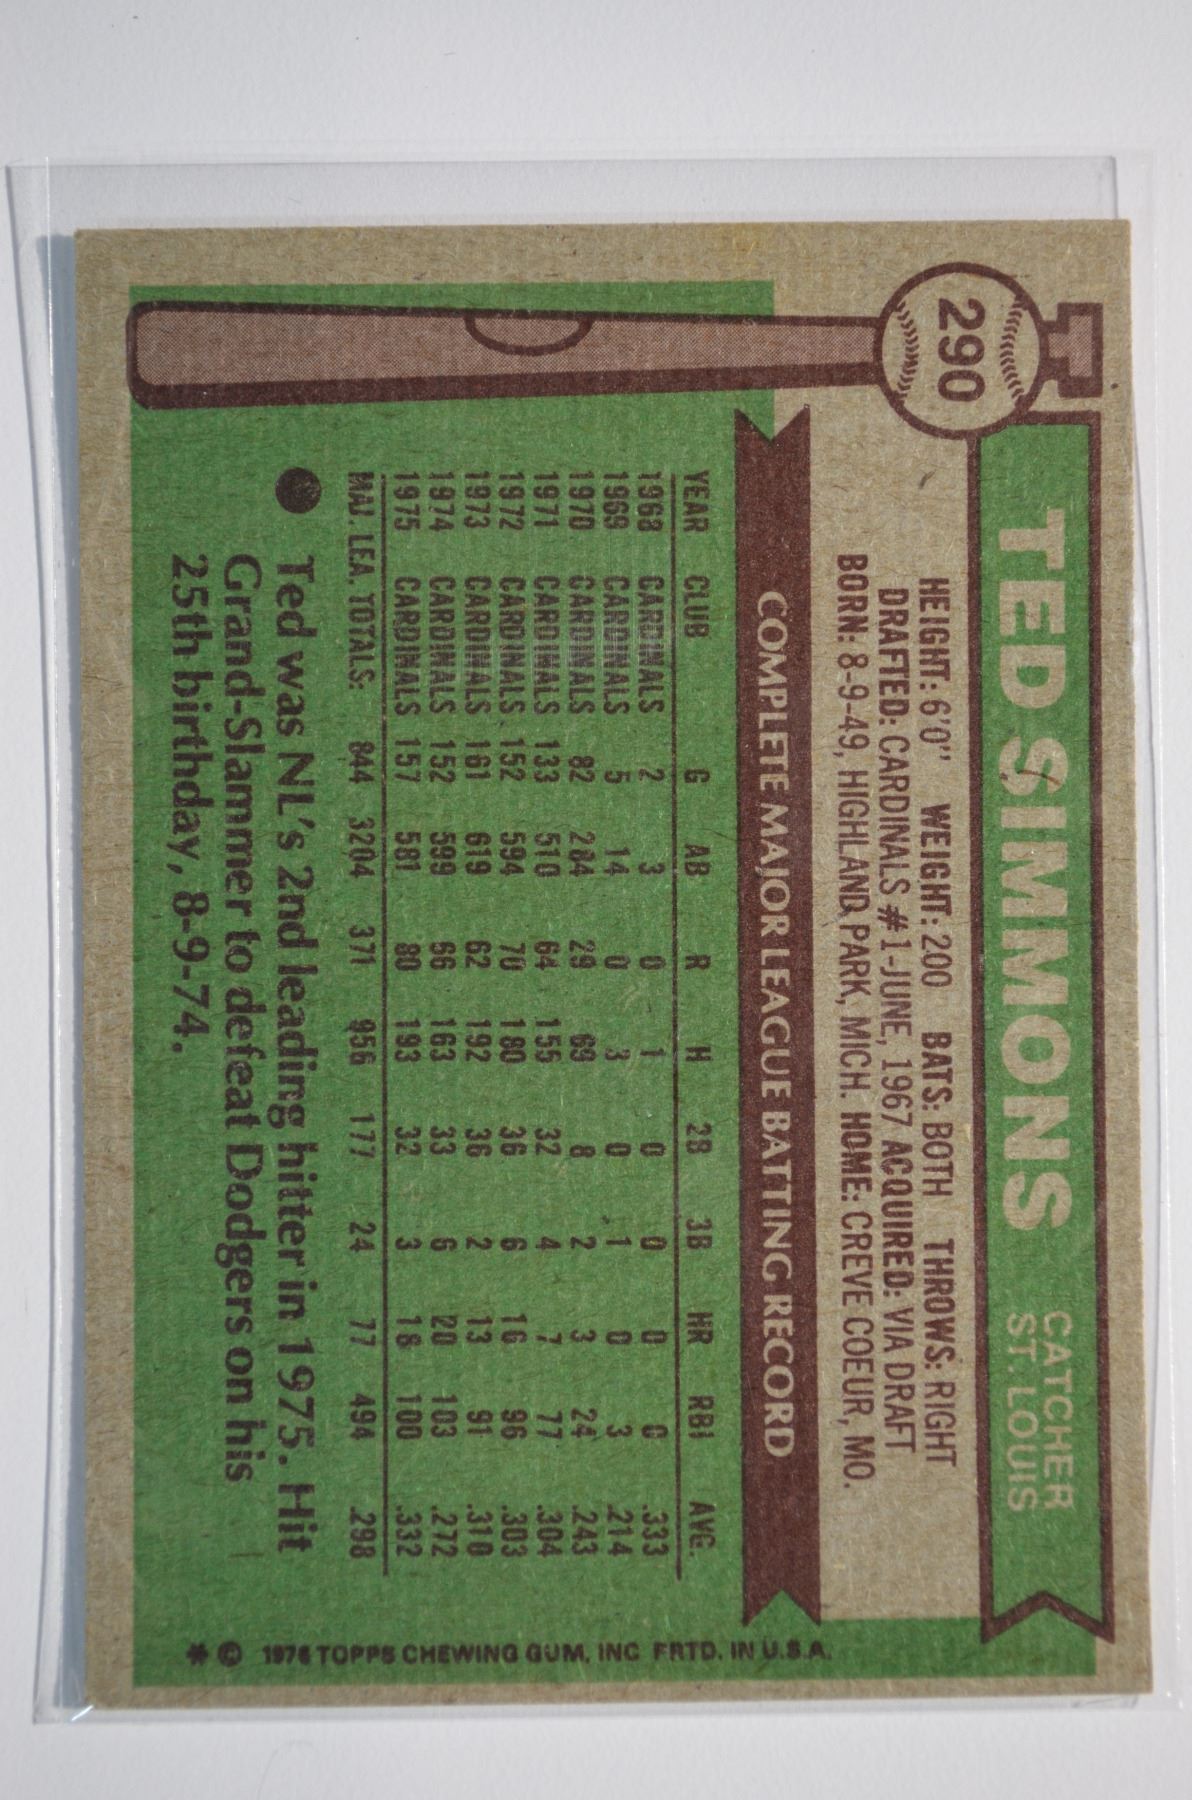 290
TED SIMMONS
CATCHER
ST. LOUIS
HEIGHT: 6'0" WEIGHT: 200 BATS: BOTH THROWS: RIGHT
DRAFTED: CARDINALS #1-JUNE, 1967 ACQUIRED: VIA DRAFT
BORN: 8-9-49, HIGHLAND PARK, MICH. HOME: CREVE COEUR, MO.
COMPLETE MAJOR LEAGUE BATTING RECORD
YEAR CLUB G AB R H 2B 3B HR RBI AVG.
1968 CARDINALS 2 3 0 1 0 0 0 0 .333
1969 CARDINALS 5 14 0 3 0 1 0 3 .214
1970 CARDINALS 82 284 29 69 8 2 3 24 .243
1971 CARDINALS 133 510 64 155 32 4 7 77 .304
1972 CARDINALS 152 594 70 180 36 6 16 96 .303
1973 CARDINALS 161 619 62 192 36 2 13 91 .310
1974 CARDINALS 152 599 66 163 33 6 20 103 .272
1975 CARDINALS 157 581 80 193 32 3 18 100 .332
MAJ. LEA. TOTALS: 844 3204 371 956 177 24 77 494 .298
Ted was NL's 2nd leading hitter in 1975. Hit
Grand-Slammer to defeat Dodgers on his
25th birthday, 8-9-74.
* © 1976 TOPPS CHEWING GUM, INC. PRTD. IN U.S.A.